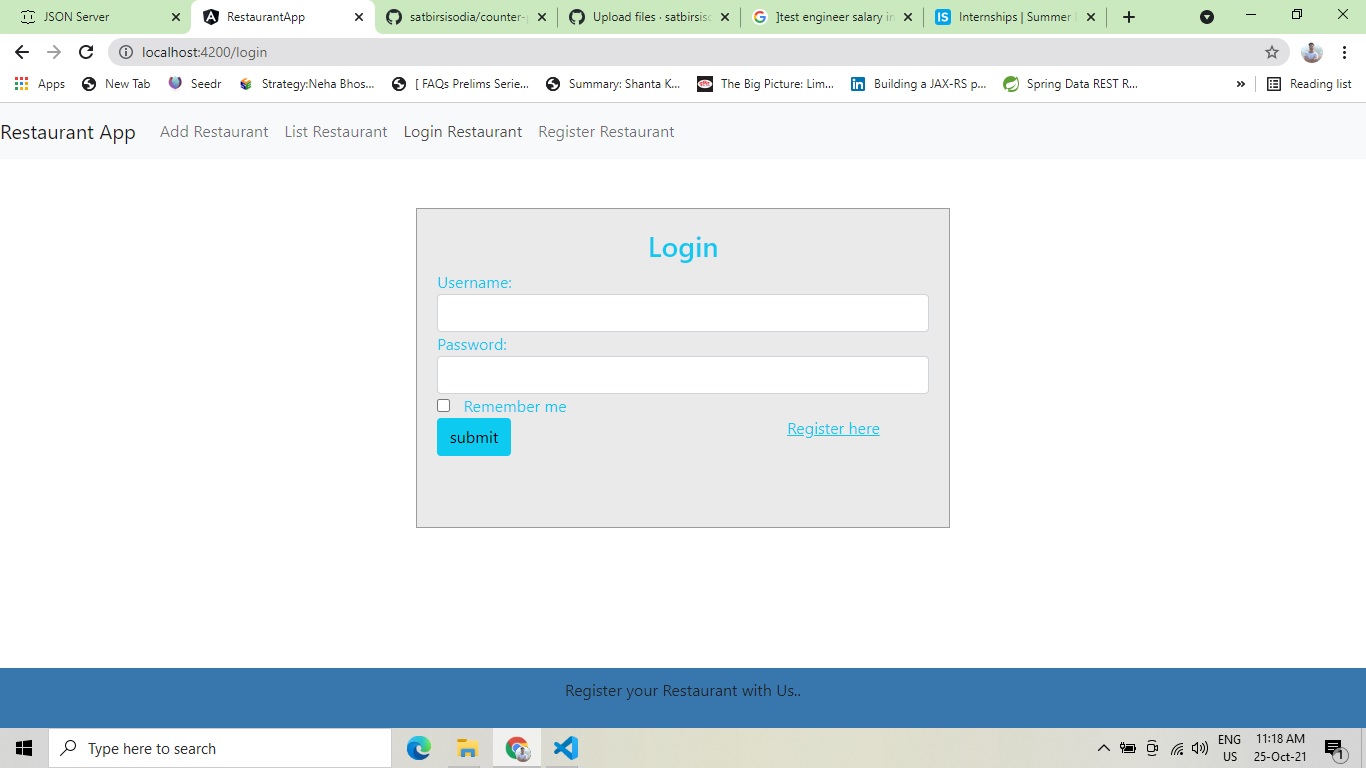 JSON Server
RestaurantApp
satbirsisodia/counter-
Upload files · satbirsiso
]test engineer salary in
Internships | Summer
localhost:4200/login
Apps
New Tab
Seedr
Strategy:Neha Bhos...
[ FAQs Prelims Serie...
Summary: Shanta K...
The Big Picture: Lim...
Building a JAX-RS p...
Spring Data REST R...
»
Reading list
Restaurant App
Add Restaurant
List Restaurant
Login Restaurant
Register Restaurant
Login
Username:
Password:
Remember me
submit
Register here
Register your Restaurant with Us..
Type here to search
ENG
US
11:18 AM
25-Oct-21
1